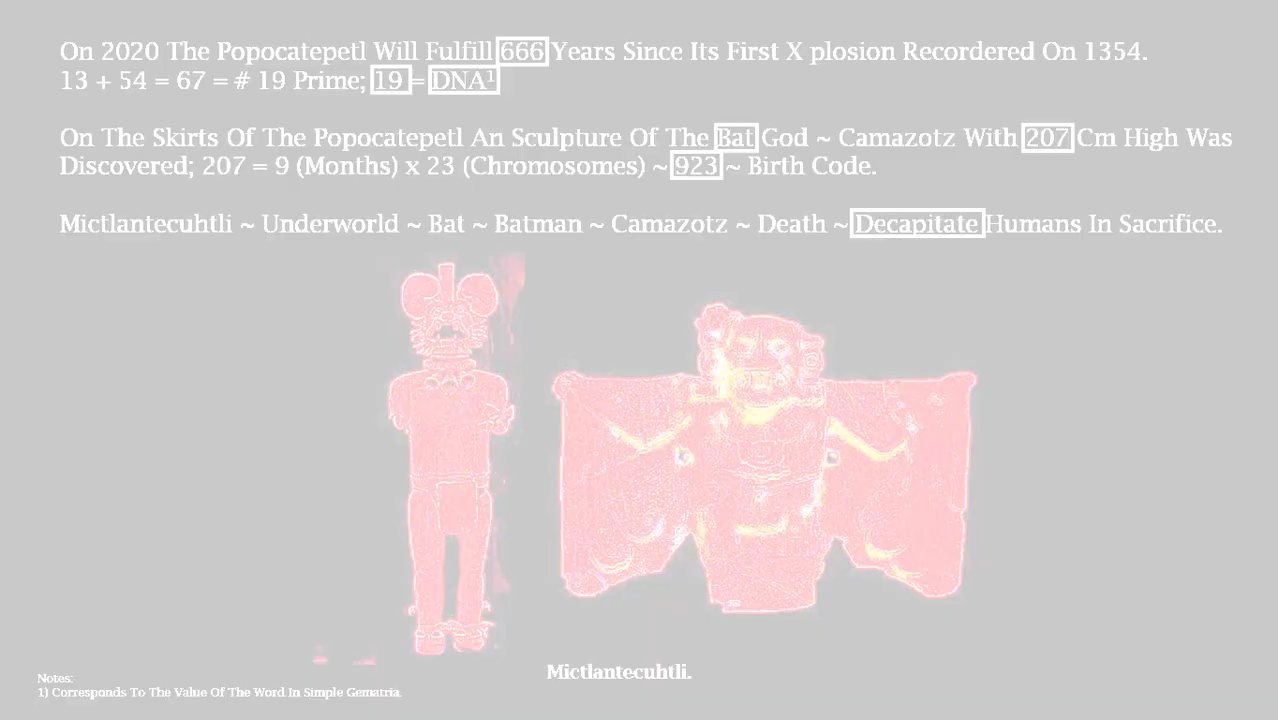 On 2020 The Popocatepetl Will Fulfill 666 Years Since Its First X plosion Recordered On 1354.
13 + 54 = 67 = # 19 Prime; 19 = DNA¹
On The Skirts Of The Popocatepetl An Sculpture Of The Bat God ~ Camazotz With 207 Cm High Was
Discovered; 207 = 9 (Months) x 23 (Chromosomes) ~ 923 ~ Birth Code.
Mictlantecuhtli ~ Underworld ~ Bat ~ Batman ~ Camazotz ~ Death ~ Decapitate Humans In Sacrifice.
Mictlantecuhtli.
Notes:
1) Corresponds To The Value Of The Word In Simple Gematria.